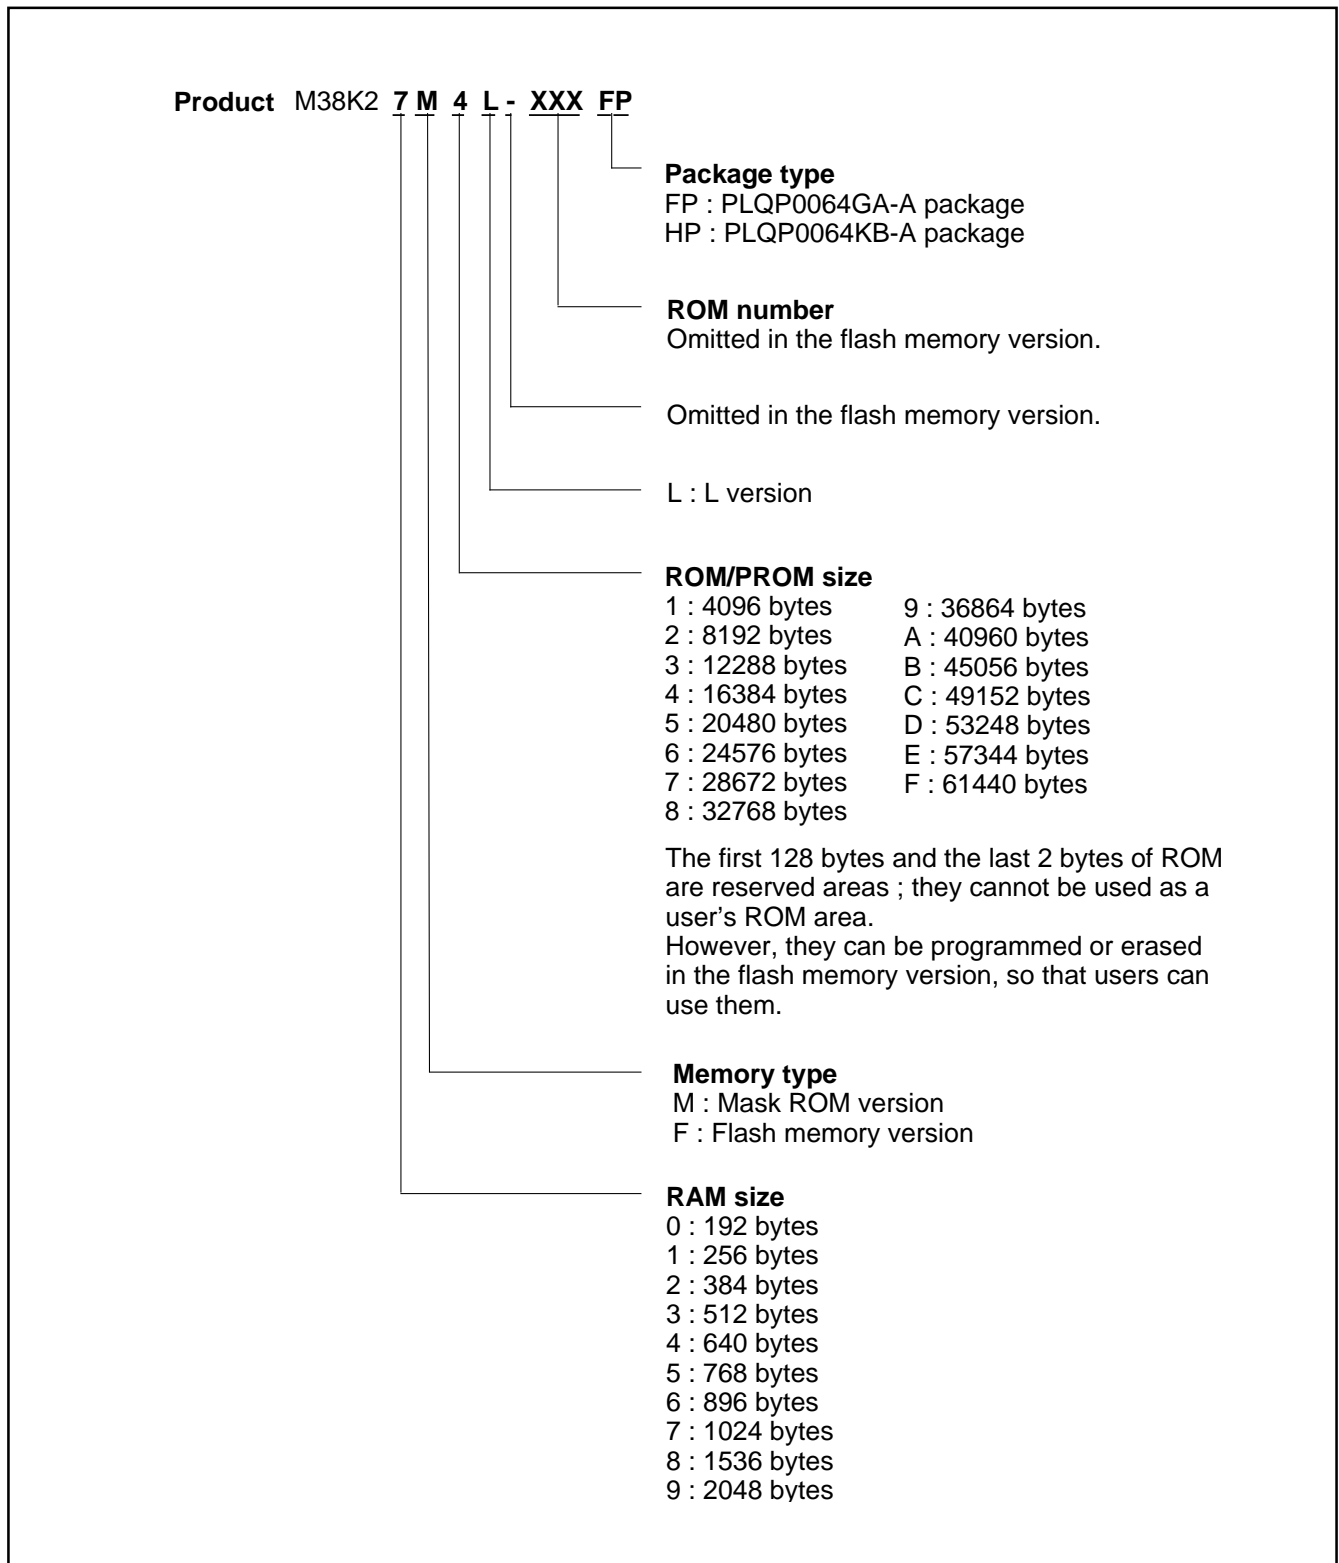 Product M38K2 7 M 4 L - XXX FP
Package type
FP : PLQP0064GA-A package
HP : PLQP0064KB-A package
ROM number
Omitted in the flash memory version.
Omitted in the flash memory version.
L : L version
ROM/PROM size
1 : 4096 bytes
2 : 8192 bytes
3 : 12288 bytes
4 : 16384 bytes
5 : 20480 bytes
6 : 24576 bytes
7 : 28672 bytes
8 : 32768 bytes
9 : 36864 bytes
A : 40960 bytes
B : 45056 bytes
C : 49152 bytes
D : 53248 bytes
E : 57344 bytes
F : 61440 bytes
The first 128 bytes and the last 2 bytes of ROM
are reserved areas ; they cannot be used as a
user’s ROM area.
However, they can be programmed or erased
in the flash memory version, so that users can
use them.
Memory type
M : Mask ROM version
F : Flash memory version
RAM size
0 : 192 bytes
1 : 256 bytes
2 : 384 bytes
3 : 512 bytes
4 : 640 bytes
5 : 768 bytes
6 : 896 bytes
7 : 1024 bytes
8 : 1536 bytes
9 : 2048 bytes